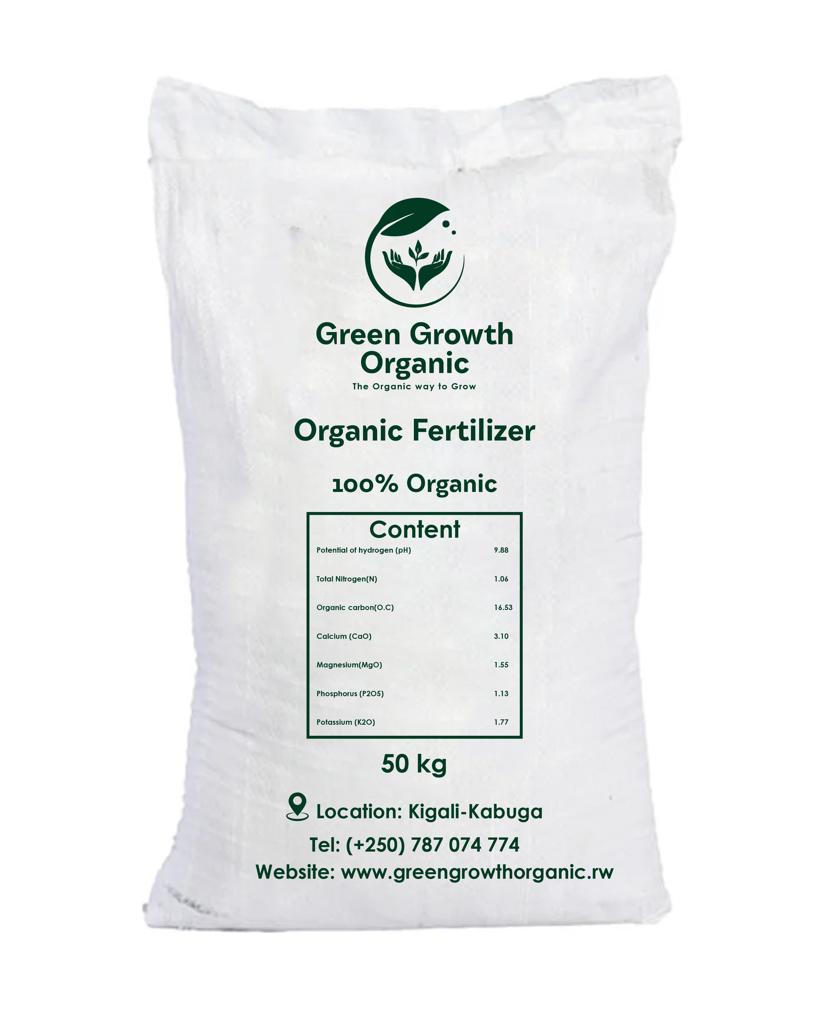 Green Growth
Organic
The Organic way to Grow
Organic Fertilizer
100% Organic
Content
Potential of hydrogen (pH) 9.88
Total Nitrogen(N) 1.06
Organic carbon(O.C) 16.53
Calcium (CaO) 3.10
Magnesium(MgO) 1.55
Phosphorus (P2O5) 1.13
Potassium (K2O) 1.77
50 kg
Location: Kigali-Kabuga
Tel: (+250) 787 074 774
Website: www.greengrowthorganic.rw